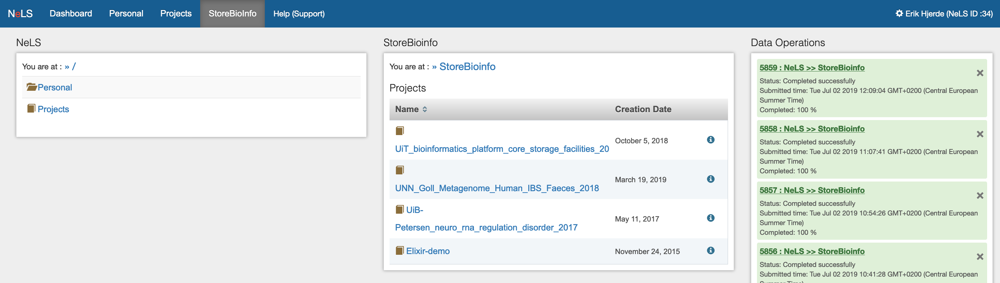 NeLS Dashboard Personal Projects StoreBioInfo Help (Support) Erik Hjerde (NeLS ID :34)
NeLS
You are at : » /
Personal
Projects
StoreBioinfo
You are at : » StoreBioinfo
Projects
Name Creation Date
UiT_bioinformatics_platform_core_storage_facilities_20 October 5, 2018
UNN_Goll_Metagenome_Human_IBS_Faeces_2018 March 19, 2019
UiB-
Petersen_neuro_rna_regulation_disorder_2017 May 11, 2017
Elixir-demo November 24, 2015
Data Operations
5859 : NeLS >> StoreBioinfo
Status: Completed successfully
Submitted time: Tue Jul 02 2019 12:09:04 GMT+0200 (Central European
Summer Time)
Completed: 100 %
5858 : NeLS >> StoreBioinfo
Status: Completed successfully
Submitted time: Tue Jul 02 2019 11:07:41 GMT+0200 (Central European
Summer Time)
Completed: 100 %
5857 : NeLS >> StoreBioinfo
Status: Completed successfully
Submitted time: Tue Jul 02 2019 10:54:26 GMT+0200 (Central European
Summer Time)
Completed: 100 %
5856 : NeLS >> StoreBioinfo
Status: Completed successfully
Submitted time: Tue Jul 02 2019 10:41:28 GMT+0200 (Central European